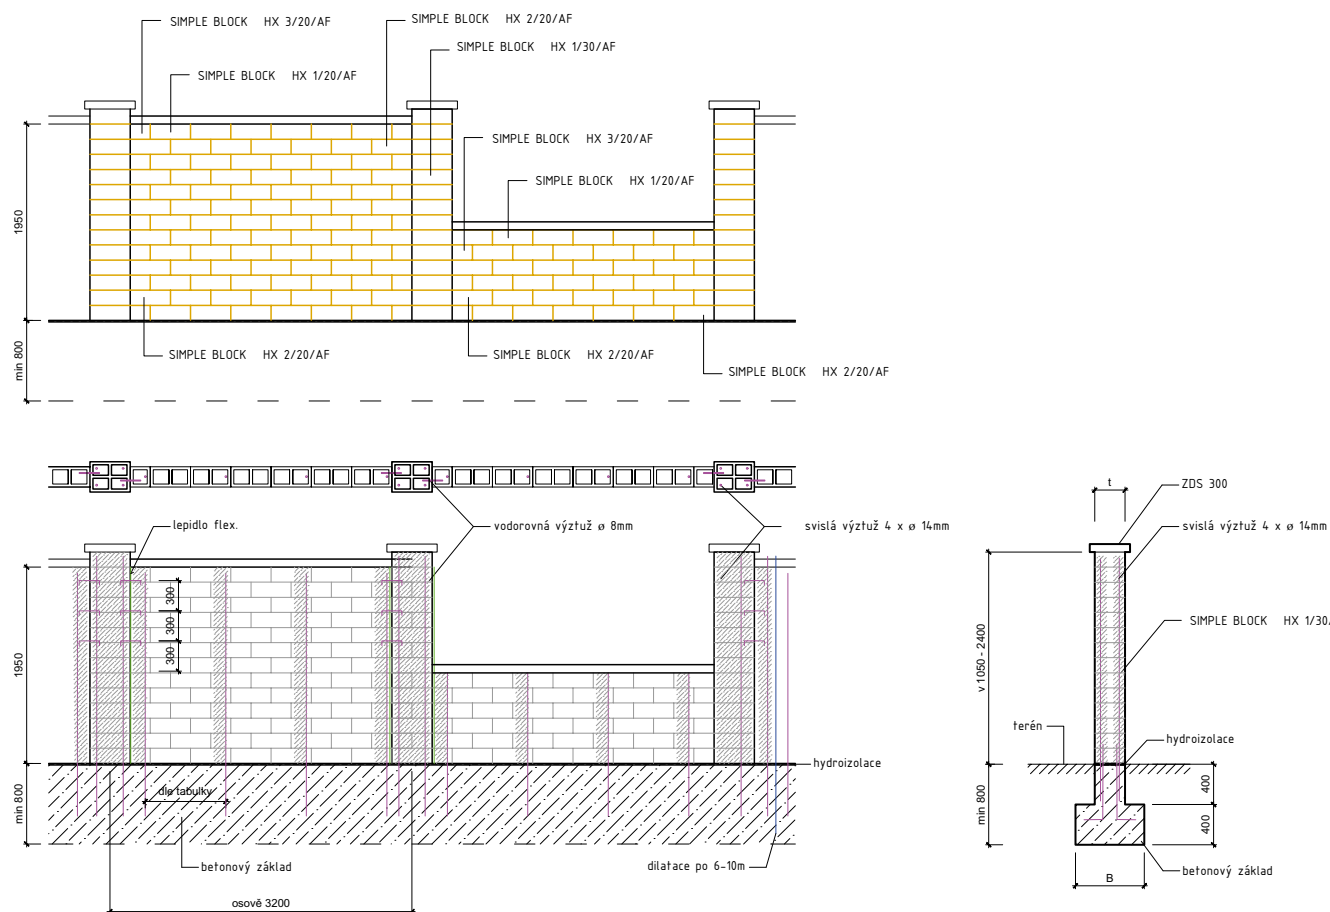 SIMPLE BLOCK HX 3/20/AF
SIMPLE BLOCK HX 2/20/AF
SIMPLE BLOCK HX 1/30/AF
SIMPLE BLOCK HX 1/20/AF
SIMPLE BLOCK HX 3/20/AF
SIMPLE BLOCK HX 1/20/AF
1950
SIMPLE BLOCK HX 2/20/AF
SIMPLE BLOCK HX 2/20/AF
SIMPLE BLOCK HX 2/20/AF
min 800
lepidlo flex.
vodorovná výztuž ø 8mm
svislá výztuž 4 x ø 14mm
300
300
300
1950
hydroizolace
min 800
dle tabulky
betonový základ
dilatace po 6-10m
osově 3200
t
ZDS 300
svislá výztuž 4 x ø 14mm
SIMPLE BLOCK HX 1/30/
v 1050 - 2400
terén
hydroizolace
min 800
400
400
B
betonový základ